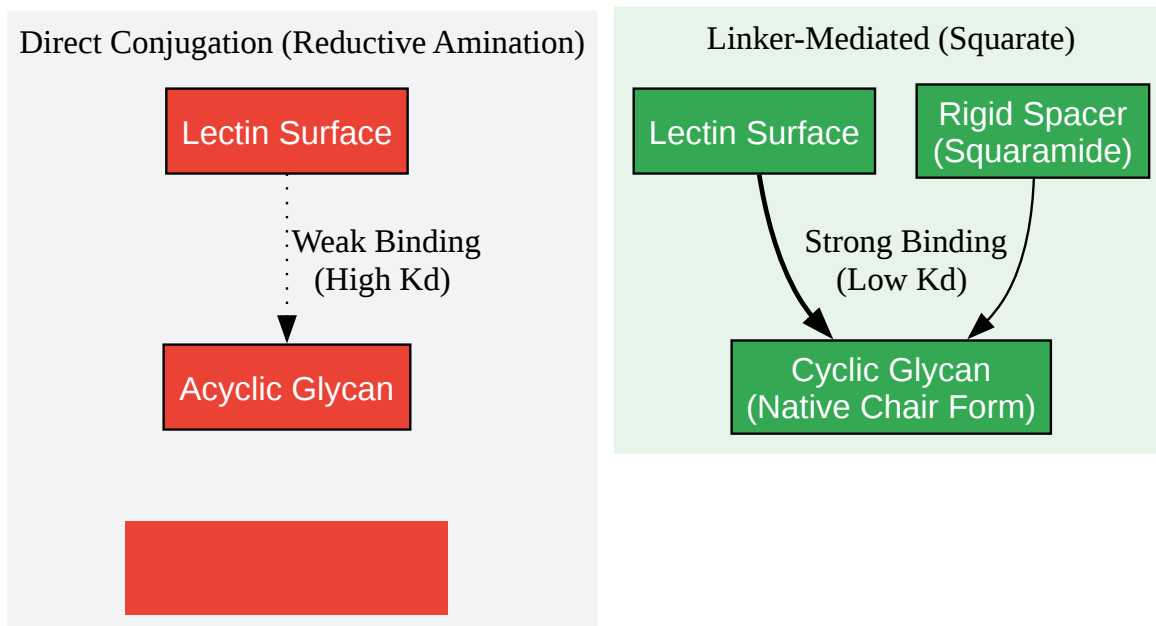 Direct Conjugation (Reductive Amination)
Lectin Surface
Weak Binding
(High Kd)
Acyclic Glycan
Linker-Mediated (Squarate)
Lectin Surface
Rigid Spacer
(Squaramide)
Strong Binding
(Low Kd)
Cyclic Glycan
(Native Chair Form)